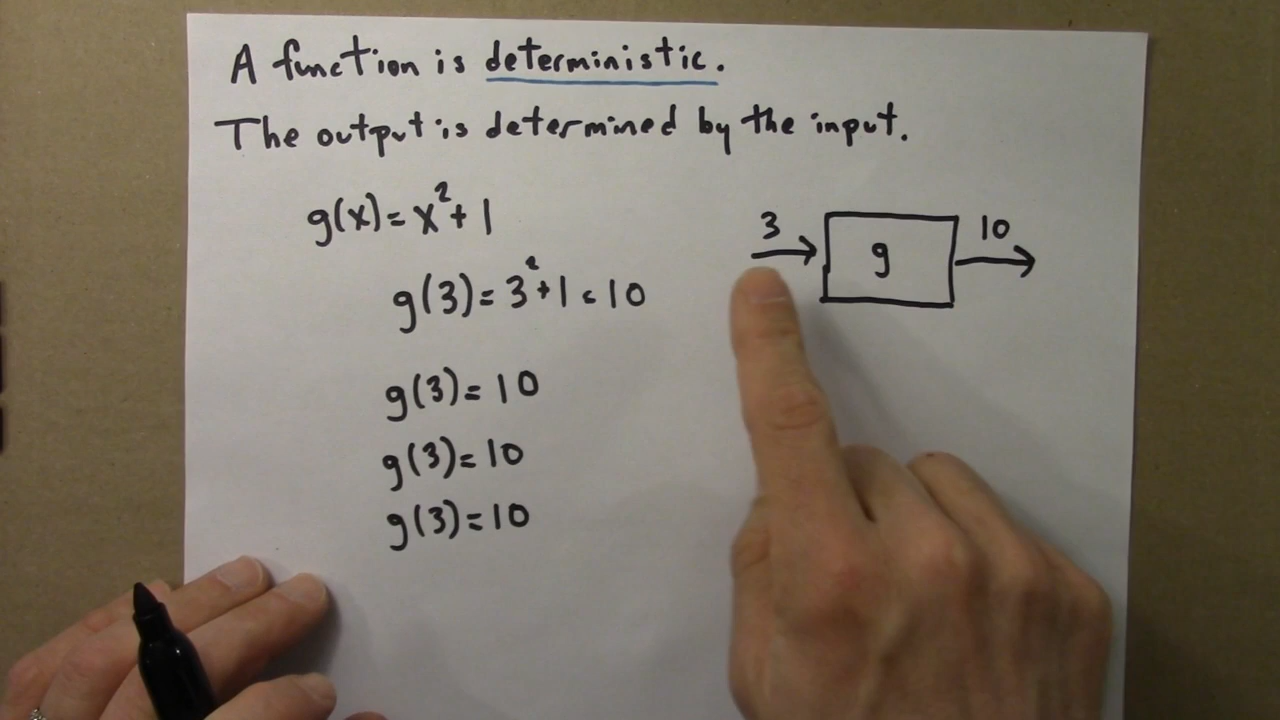 A function is deterministic.
The output is determined by the input.
g(x) = x² + 1
3 g 10
g(3) = 3² + 1 = 10
g(3) = 10
g(3) = 10
g(3) = 10